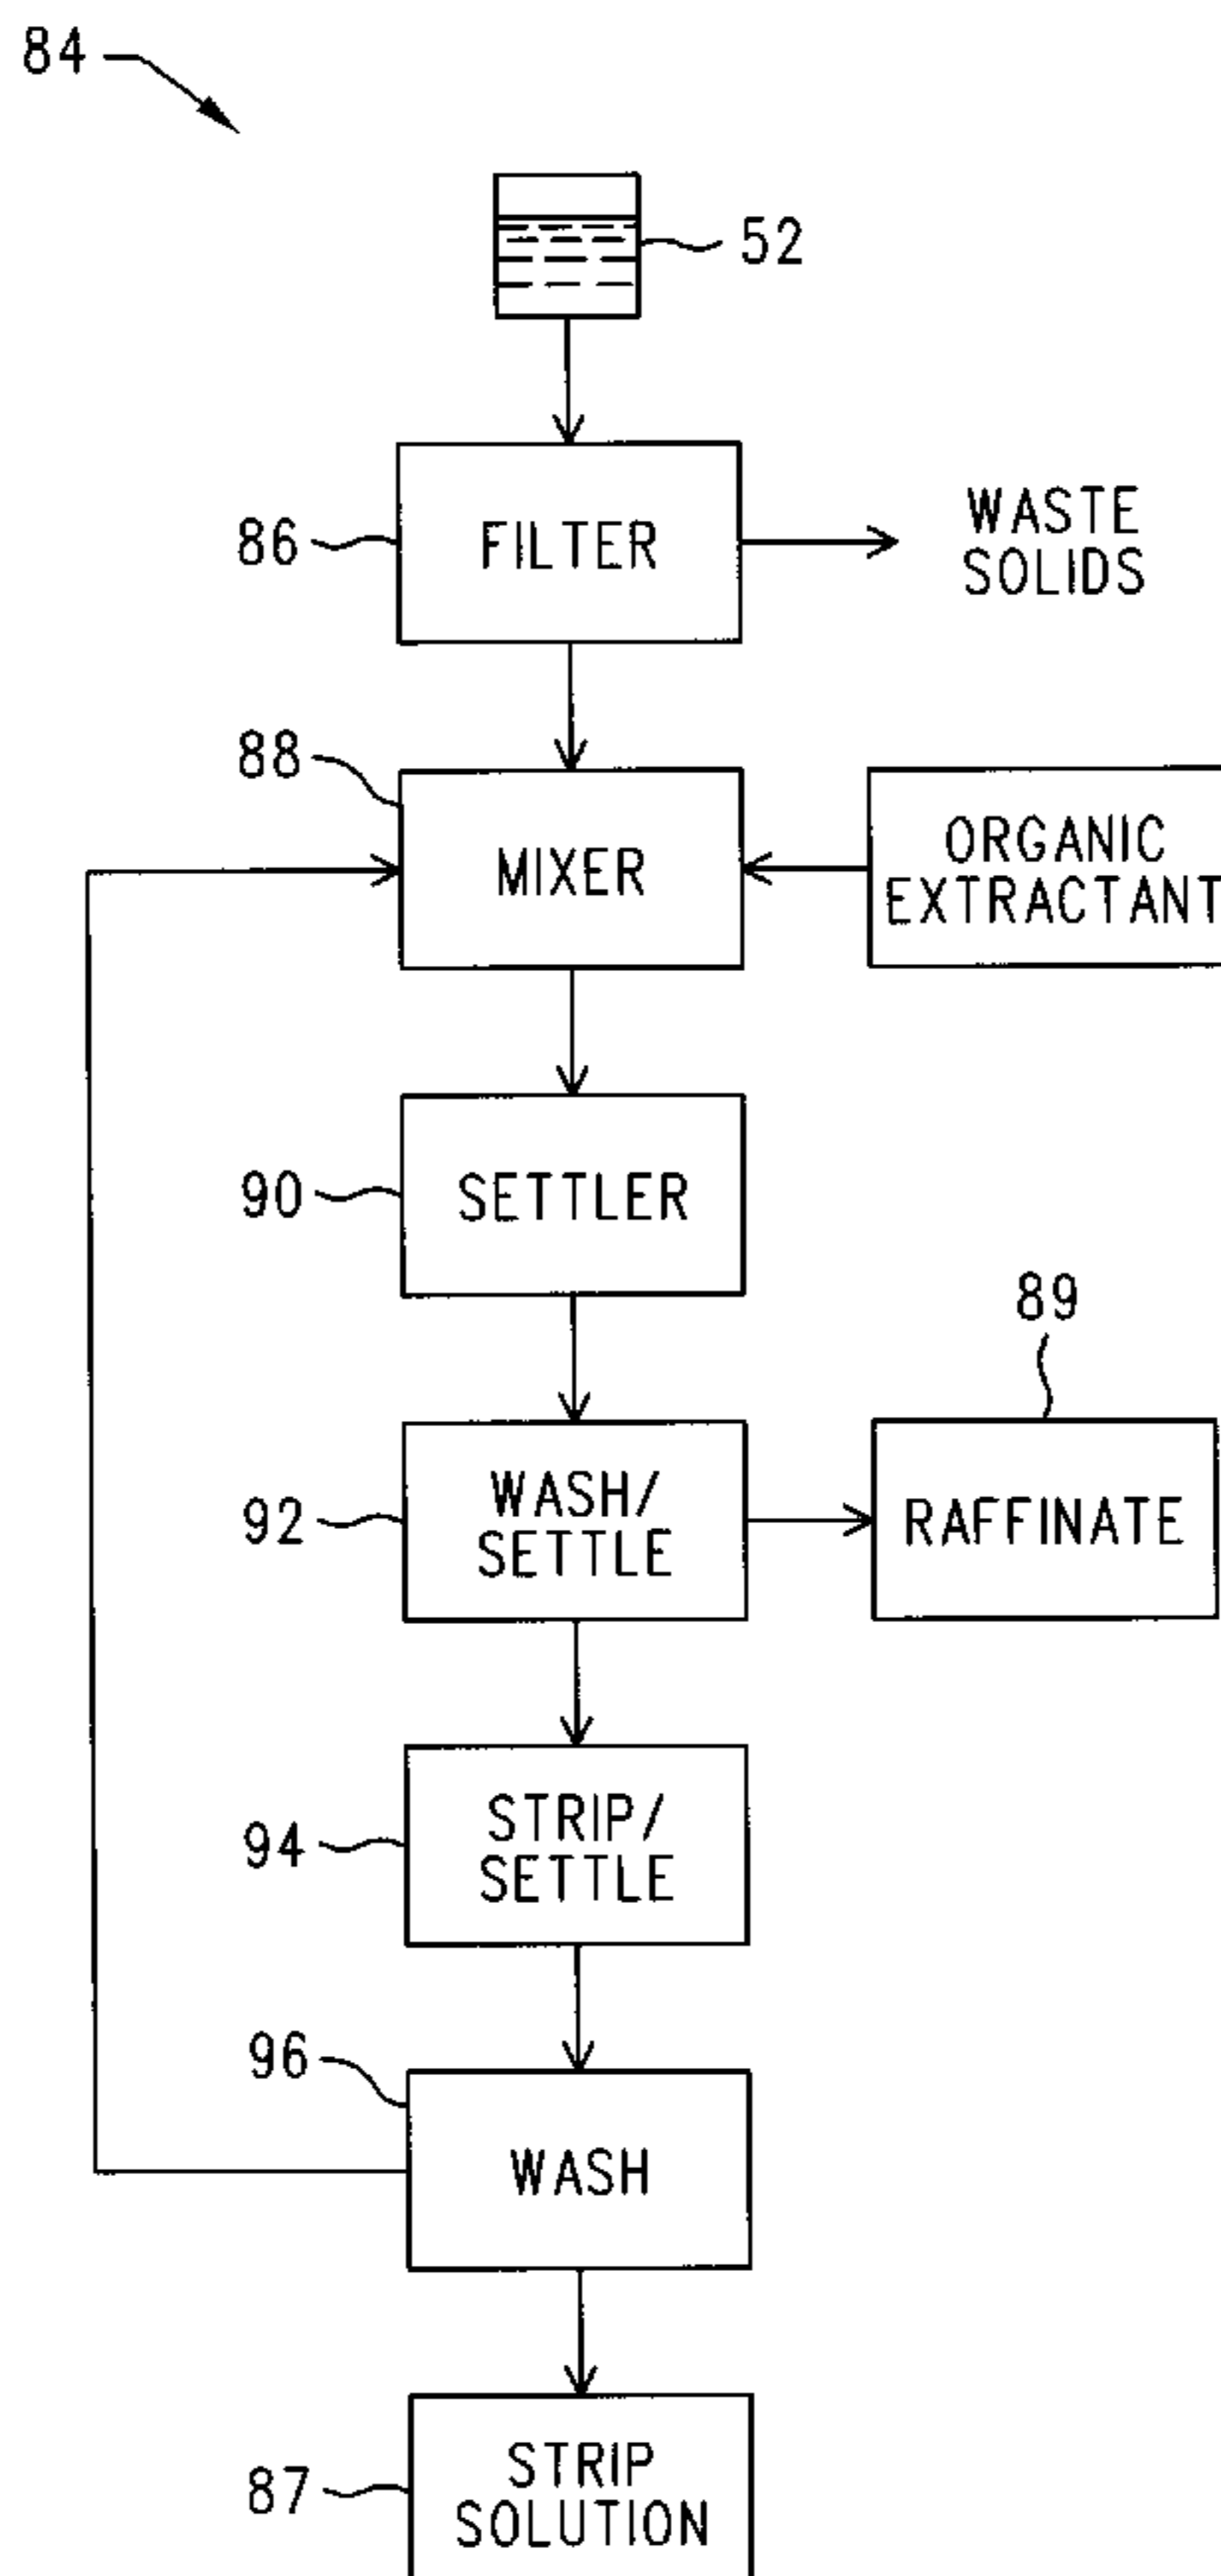 84
52
86
FILTER
WASTE
SOLIDS
88
MIXER
ORGANIC
EXTRACTANT
90
SETTLER
89
92
WASH/
SETTLE
RAFFINATE
94
STRIP/
SETTLE
96
WASH
87
STRIP
SOLUTION